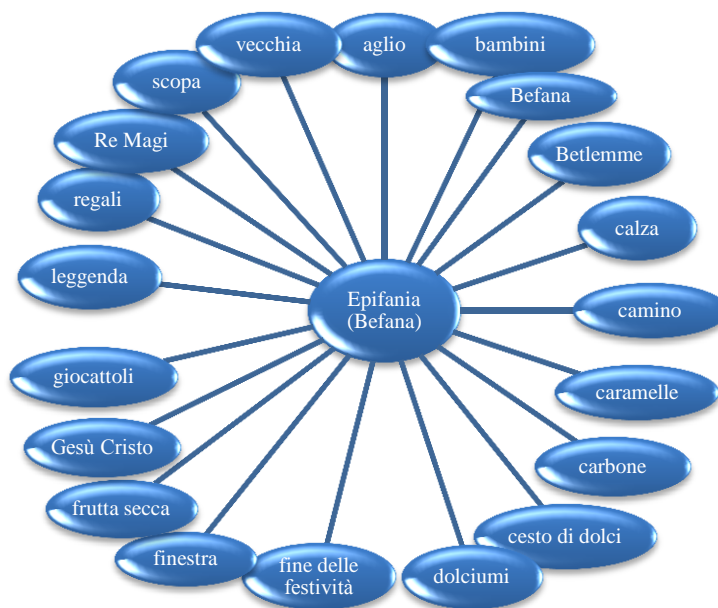 vecchia
aglio
bambini
scopa
Befana
Re Magi
Betlemme
regali
calza
leggenda
Epifania
(Befana)
camino
giocattoli
caramelle
Gesù Cristo
carbone
frutta secca
cesto di dolci
finestra
fine delle
festività
dolciumi